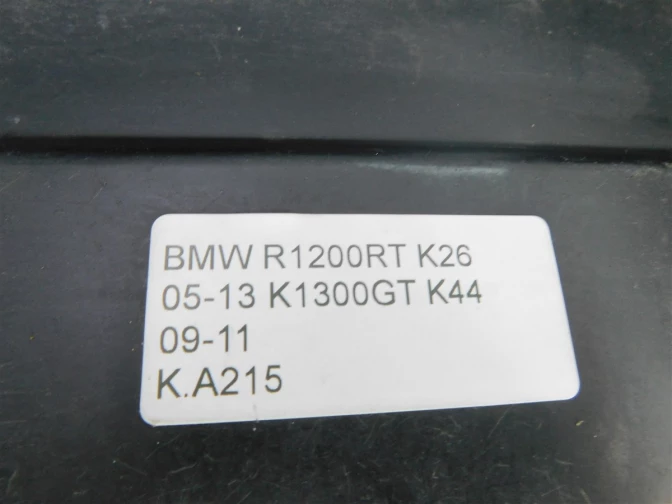 BMW R1200RT K26
05-13 K1300GT K44
09-11
K.A215